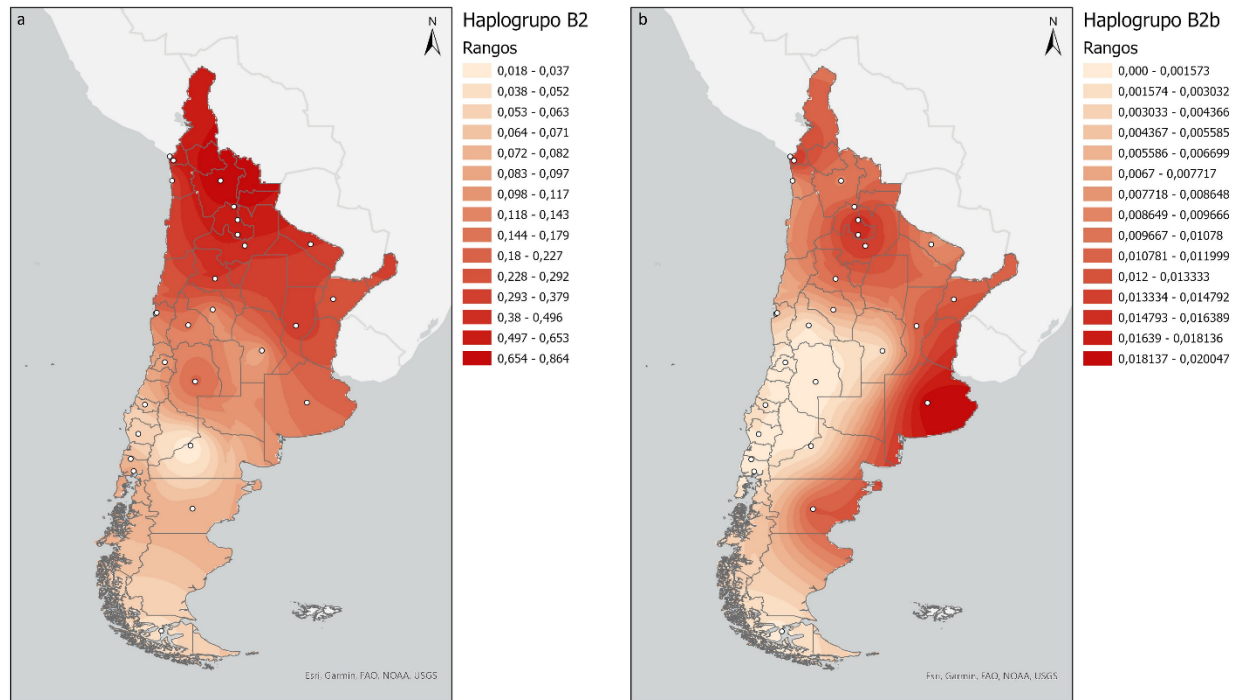 a
N
Haplogrupo B2
Rangos
0,018 - 0,037
0,038 - 0,052
0,053 - 0,063
0,064 - 0,071
0,072 - 0,082
0,083 - 0,097
0,098 - 0,117
0,118 - 0,143
0,144 - 0,179
0,18 - 0,227
0,228 - 0,292
0,293 - 0,379
0,38 - 0,496
0,497 - 0,653
0,654 - 0,864
Esri, Garmin, FAO, NOAA, USGS
b
N
Haplogrupo B2b
Rangos
0,000 - 0,001573
0,001574 - 0,003032
0,003033 - 0,004366
0,004367 - 0,005585
0,005586 - 0,006699
0,0067 - 0,007717
0,007718 - 0,008648
0,008649 - 0,009666
0,009667 - 0,01078
0,010781 - 0,011999
0,012 - 0,013333
0,013334 - 0,014792
0,014793 - 0,016389
0,01639 - 0,018136
0,018137 - 0,020047
Esri, Garmin, FAO, NOAA, USGS